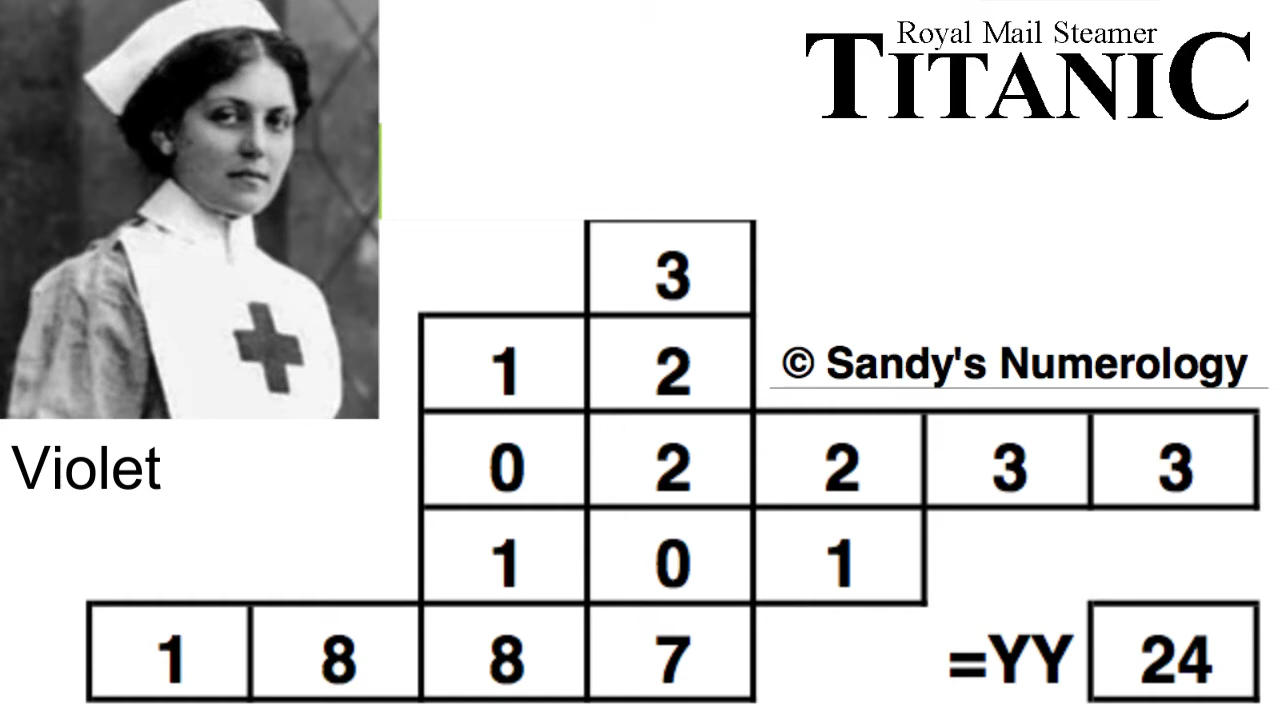 Royal Mail Steamer
TITANIC
3
1 2
© Sandy's Numerology
0 2 2 3 3
Violet
1 0 1
1 8 8 7 =YY 24